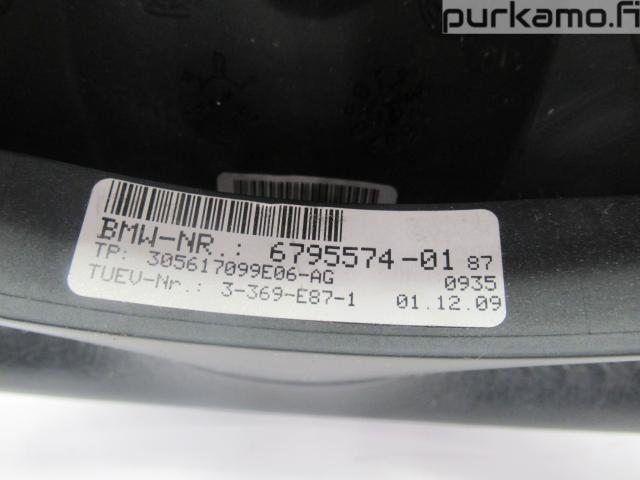 purkamo.fi
BMW-NR.: 6795574-01 87
TP: 305617099E06-AG 0935
TUEV-Nr.: 3-369-E87-1 01.12.09